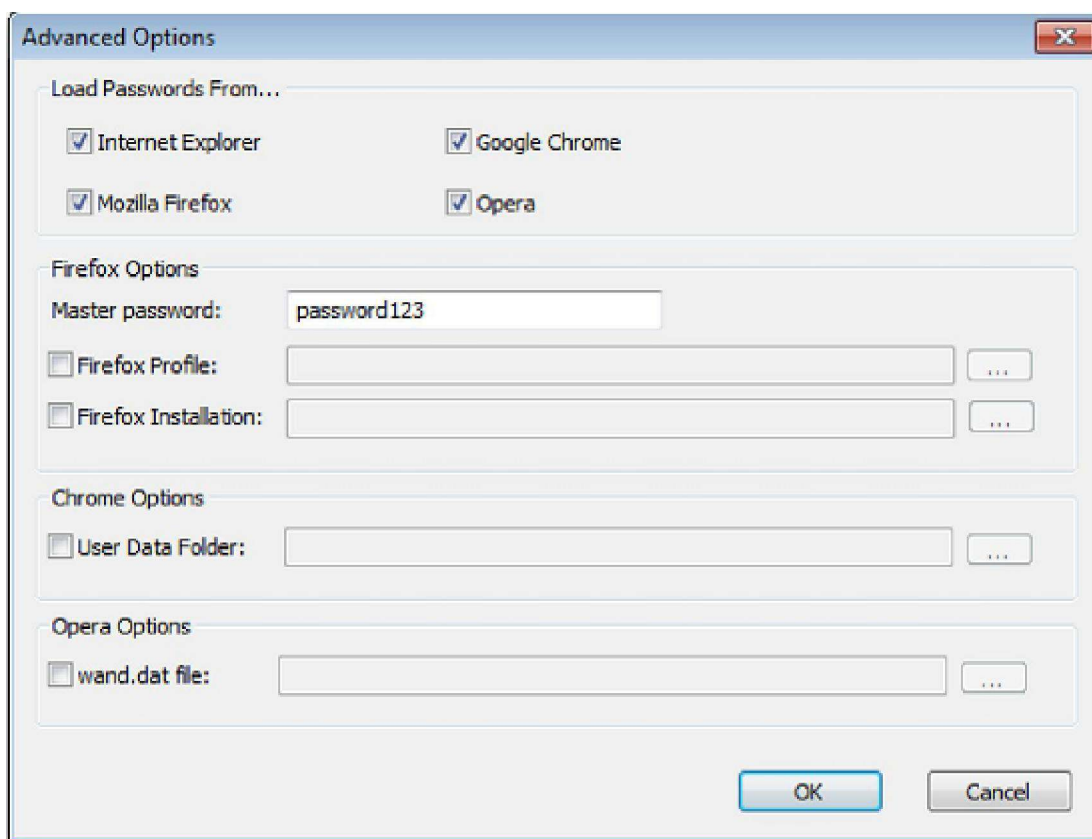 Advanced Options
Load Passwords From...
Internet Explorer
Google Chrome
Mozilla Firefox
Opera
Firefox Options
Master password:
password123
Firefox Profile:
...
Firefox Installation:
...
Chrome Options
User Data Folder:
...
Opera Options
wand.dat file:
...
OK
Cancel